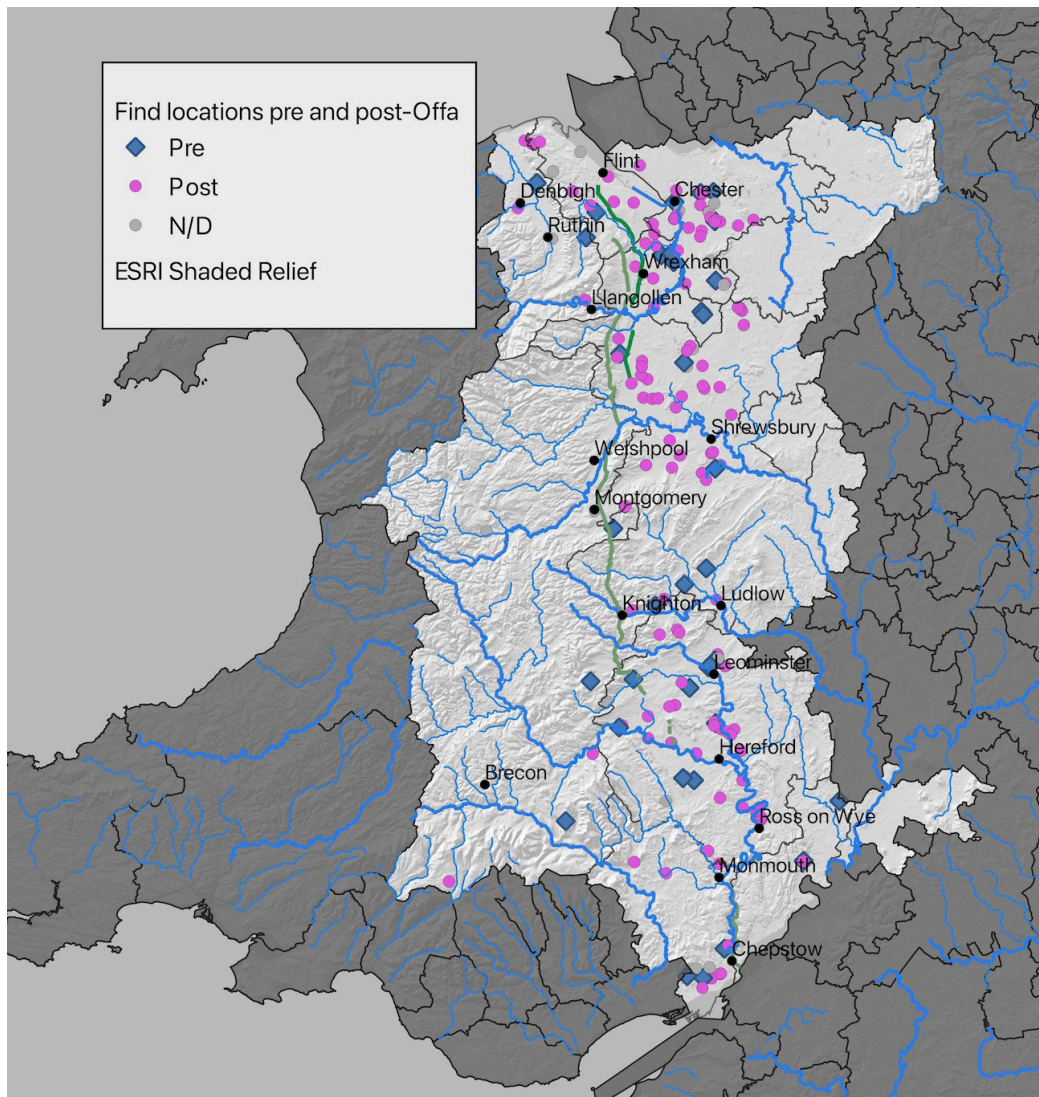 Find locations pre and post-Offa
Pre
Post
N/D
ESRI Shaded Relief
Flint
Denbigh
Chester
Ruthin
Wrexham
Llangollen
Shrewsbury
Welshpool
Montgomery
Knighton
Ludlow
Leominster
Hereford
Brecon
Ross on Wye
Monmouth
Chepstow